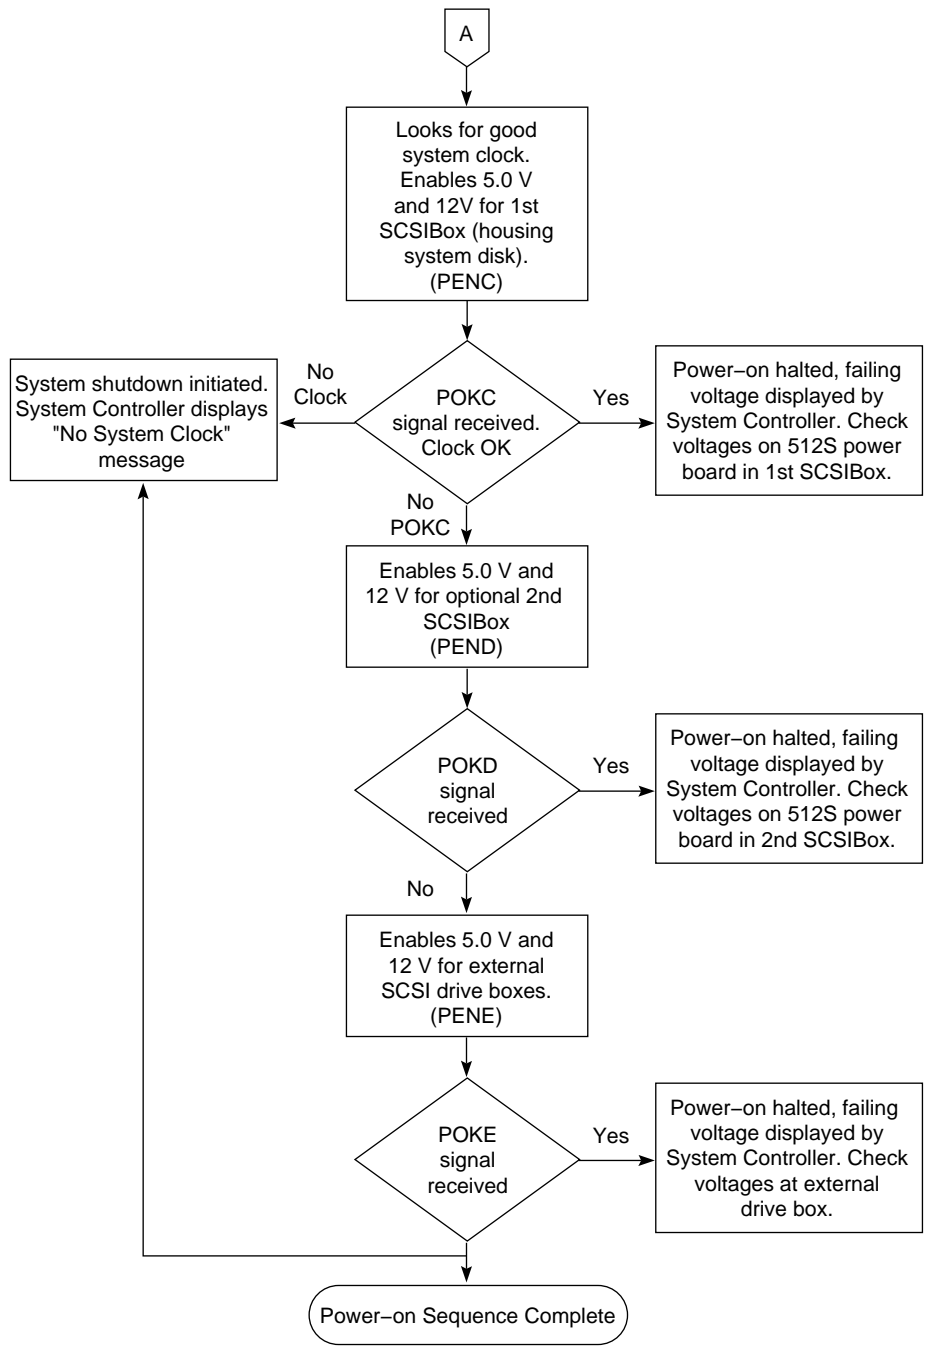 A
Looks for good
system clock.
Enables 5.0 V
and 12V for 1st
SCSIBox (housing
system disk).
(PENC)
System shutdown initiated.
System Controller displays
"No System Clock"
message
No
Clock
POKC
signal received.
Clock OK
Yes
Power–on halted, failing
voltage displayed by
System Controller. Check
voltages on 512S power
board in 1st SCSIBox.
No
POKC
Enables 5.0 V and
12 V for optional 2nd
SCSIBox
(PEND)
POKD
signal
received
Yes
Power–on halted, failing
voltage displayed by
System Controller. Check
voltages on 512S power
board in 2nd SCSIBox.
No
Enables 5.0 V and
12 V for external
SCSI drive boxes.
(PENE)
POKE
signal
received
Yes
Power–on halted, failing
voltage displayed by
System Controller. Check
voltages at external
drive box.
Power–on Sequence Complete